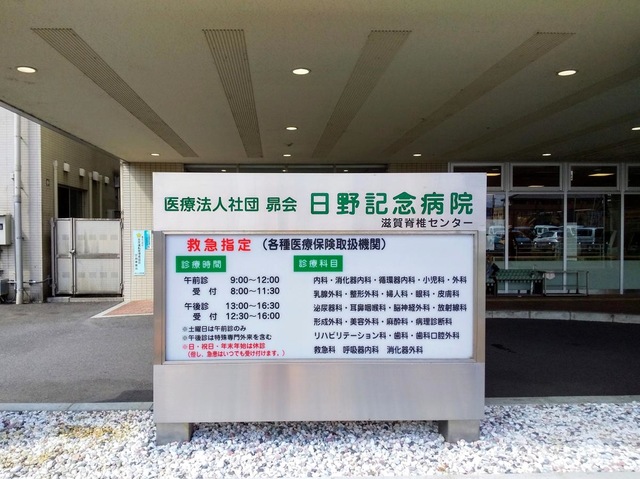 医療法人社団 昴会 日野記念病院
滋賀脊椎センター
救急指定 (各種医療保険取扱機関)
診療時間
午前診 9:00〜12:00
受付 8:00〜11:30
午後診 13:00〜16:30
受付 12:30〜16:00
※土曜日は午前診のみ
※午後診は特殊専門外来を含む
※日・祝日・年末年始は休診
(但し、急患はいつでも受け付けます。)
診療科目
内科・消化器内科・循環器内科・小児科・外科
乳腺外科・整形外科・婦人科・眼科・皮膚科
泌尿器科・耳鼻咽喉科・脳神経外科・放射線科
形成外科・美容外科・麻酔科・病理診断科
リハビリテーション科・歯科・歯科口腔外科
救急科 呼吸器内科 消化器外科